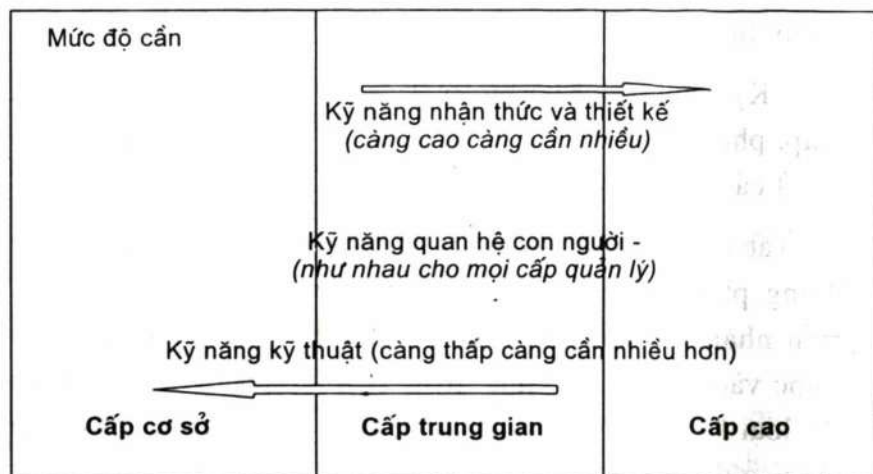 Mức độ cần
Kỹ năng nhận thức và thiết kế
(càng cao càng cần nhiều)
Kỹ năng quan hệ con người -
(như nhau cho mọi cấp quản lý)
Kỹ năng kỹ thuật (càng thấp càng cần nhiều hơn)
Cấp cơ sở Cấp trung gian Cấp cao